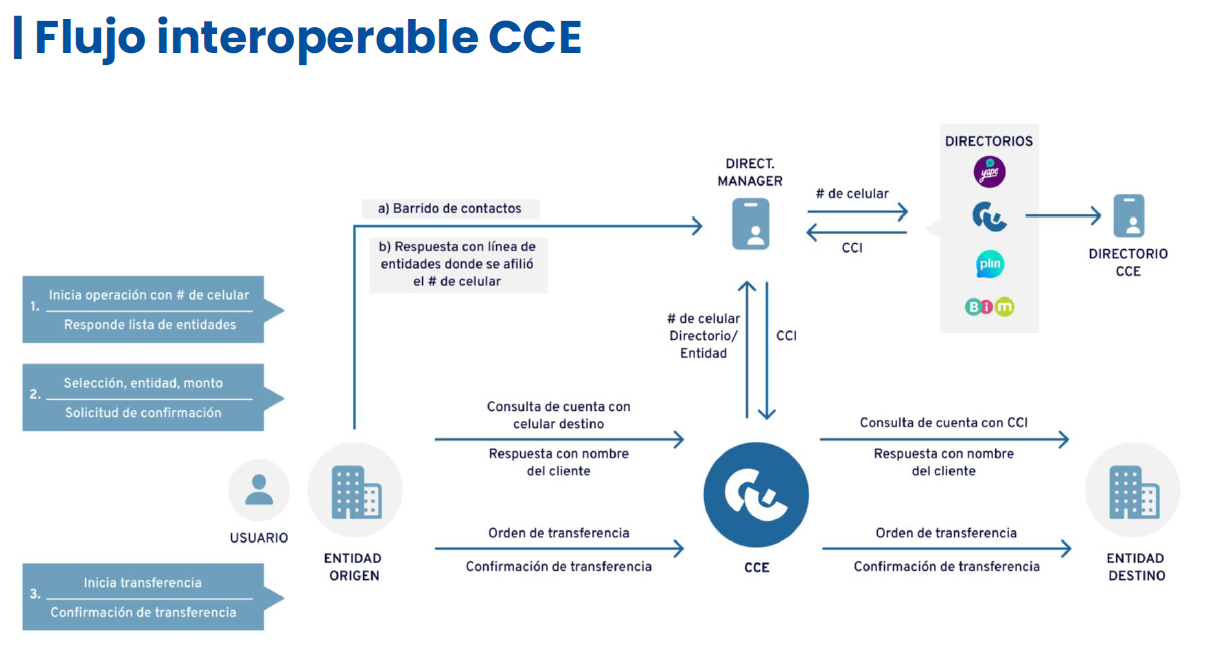 Flujo interoperable CCE
DIRECTORIOS
yape
plin
Bim
DIRECTORIO
CCE
DIRECT.
MANAGER
# de celular
CCI
a) Barrido de contactos
b) Respuesta con línea de
entidades donde se afilió
el # de celular
1.
Inicia operación con # de celular
Responde lista de entidades
2.
Selección, entidad, monto
Solicitud de confirmación
# de celular
Directorio/
Entidad
CCI
Consulta de cuenta con
celular destino
Respuesta con nombre
del cliente
Consulta de cuenta con CCI
Respuesta con nombre
del cliente
USUARIO
ENTIDAD
ORIGEN
Orden de transferencia
Confirmación de transferencia
CCE
Orden de transferencia
Confirmación de transferencia
ENTIDAD
DESTINO
3.
Inicia transferencia
Confirmación de transferencia